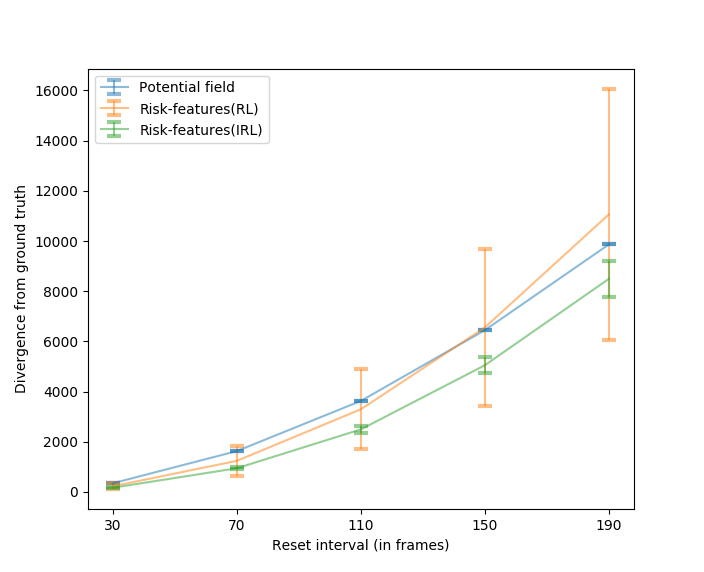 Potential field
Risk-features(RL)
Risk-features(IRL)
16000
14000
12000
10000
8000
6000
4000
2000
0
Divergence from ground truth
30 70 110 150 190
Reset interval (in frames)